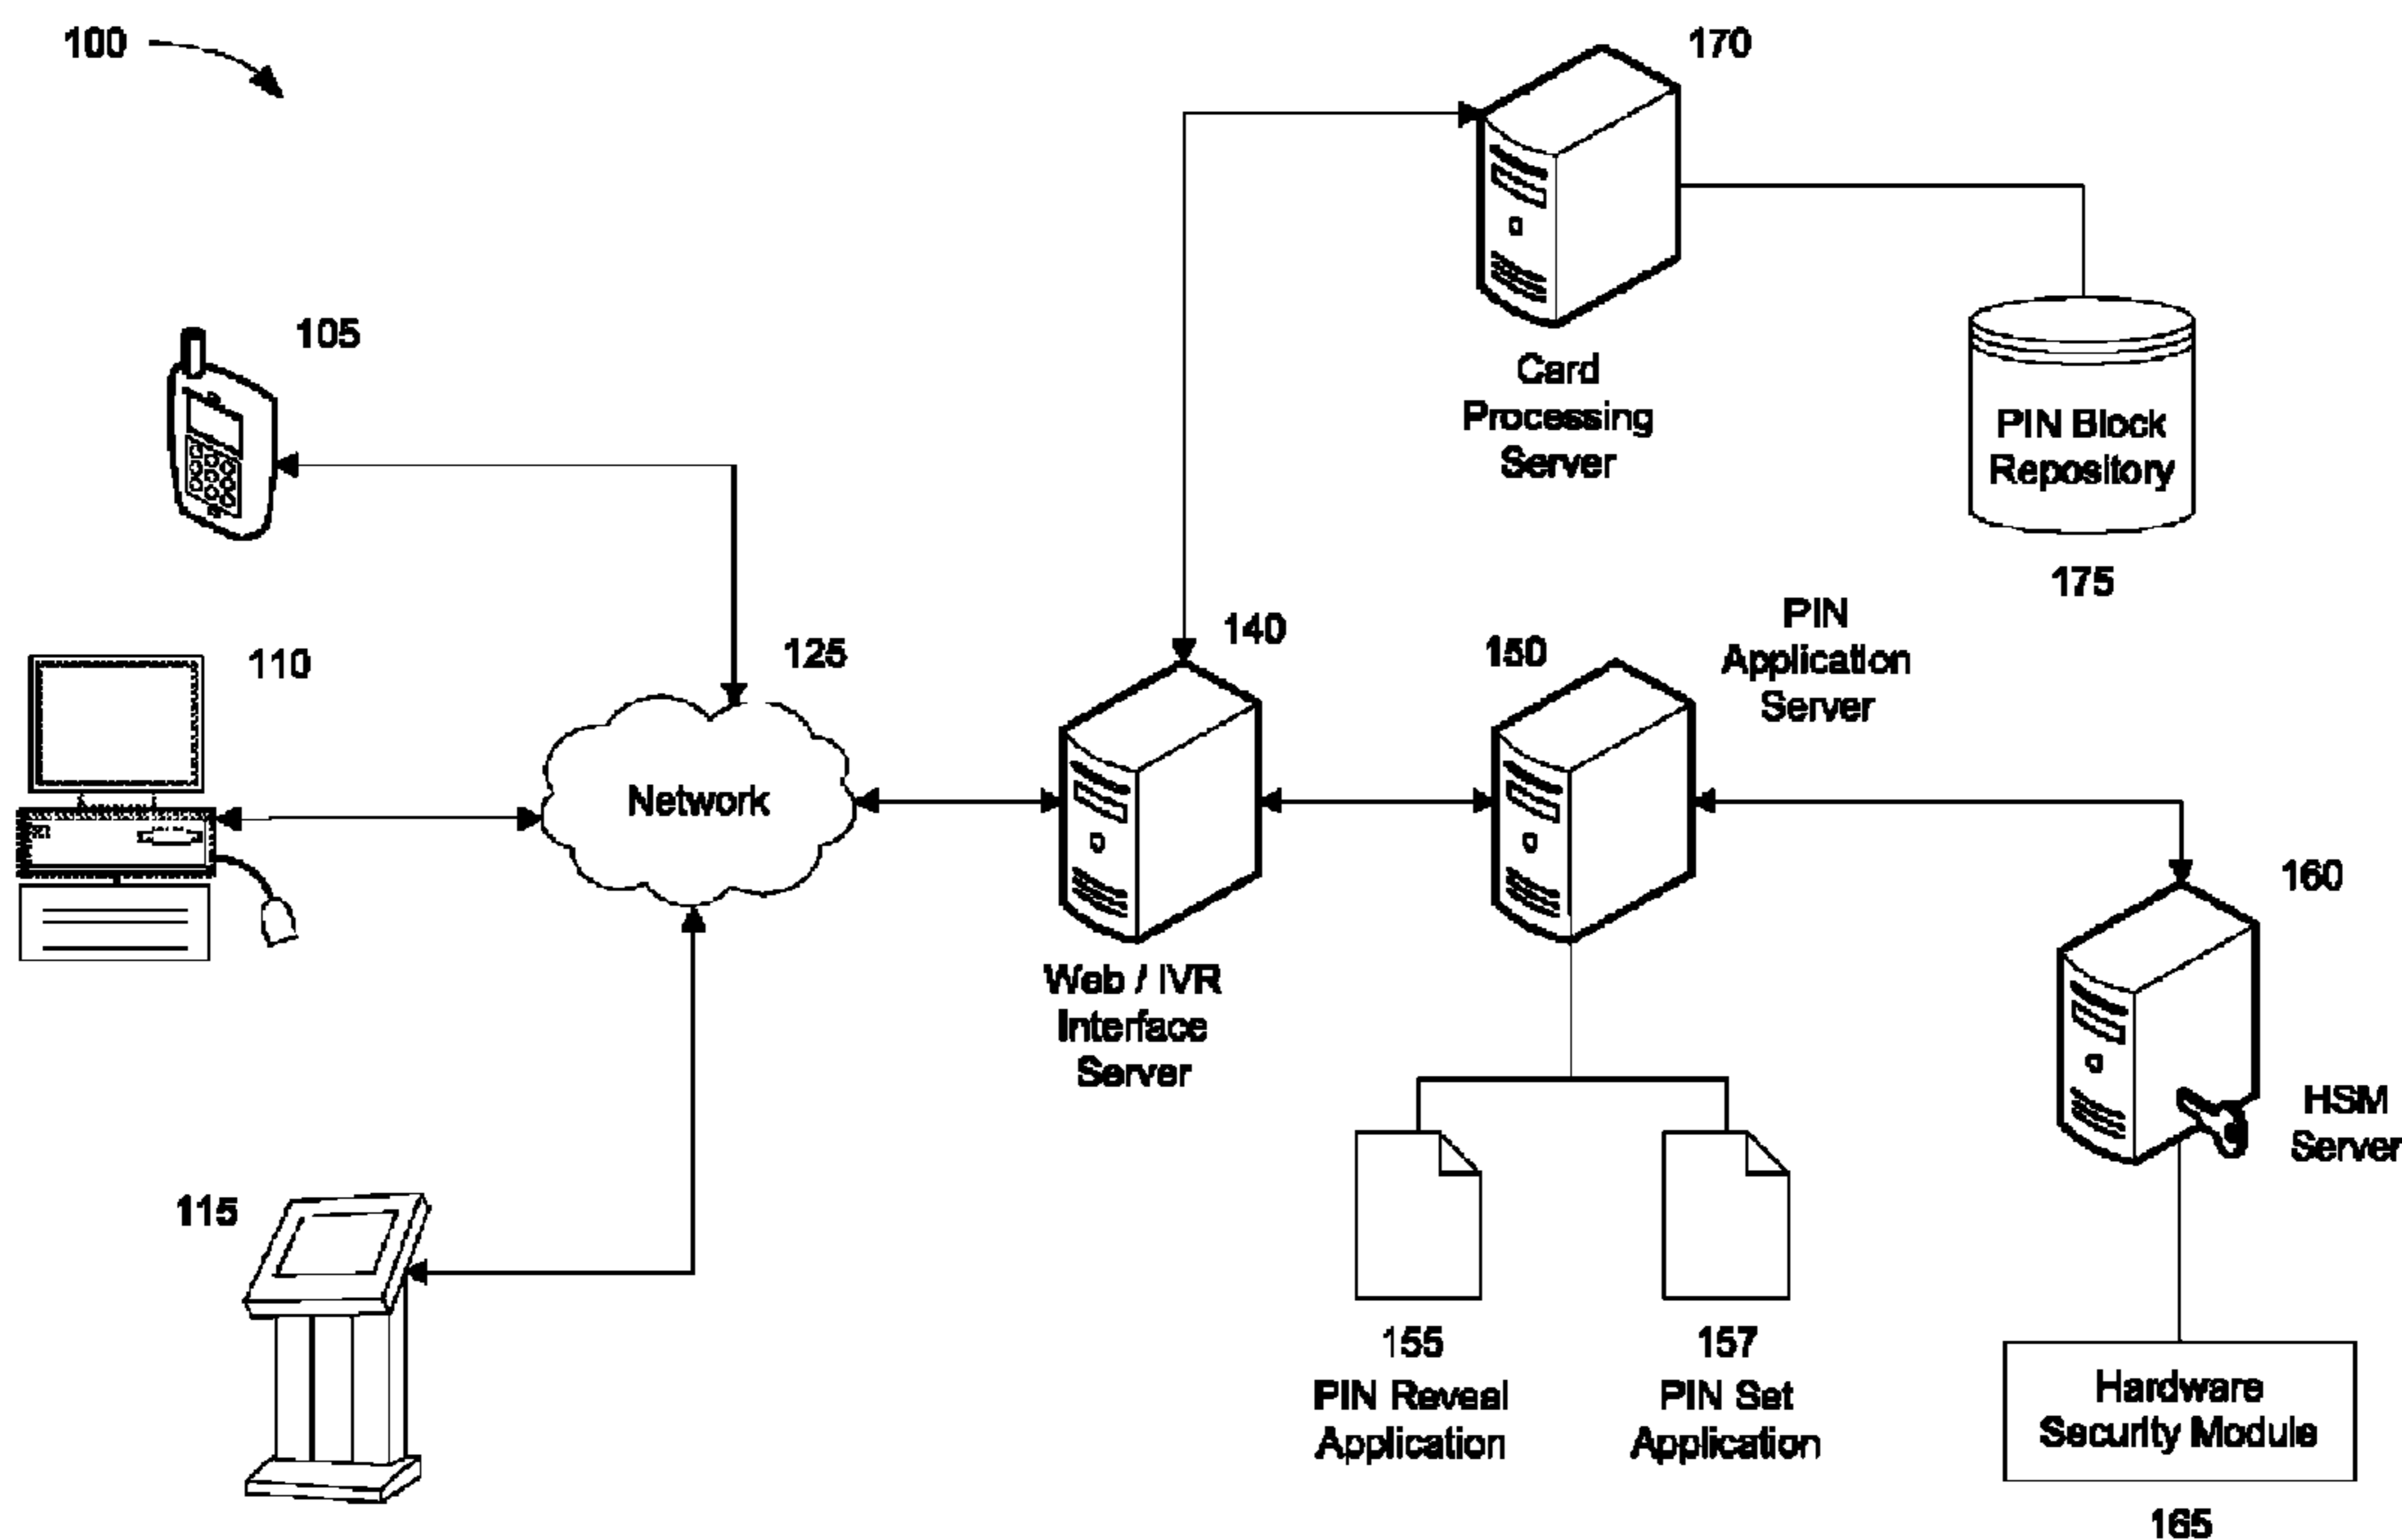 100
170
105
Card
Processing
Server
PIN Block
Repository
175
110
125
140
150
PIN
Application
Server
Network
160
Web / IVR
Interface
Server
HSM
Server
115
155
PIN Reveal
Application
157
PIN Set
Application
Hardware
Security Module
165